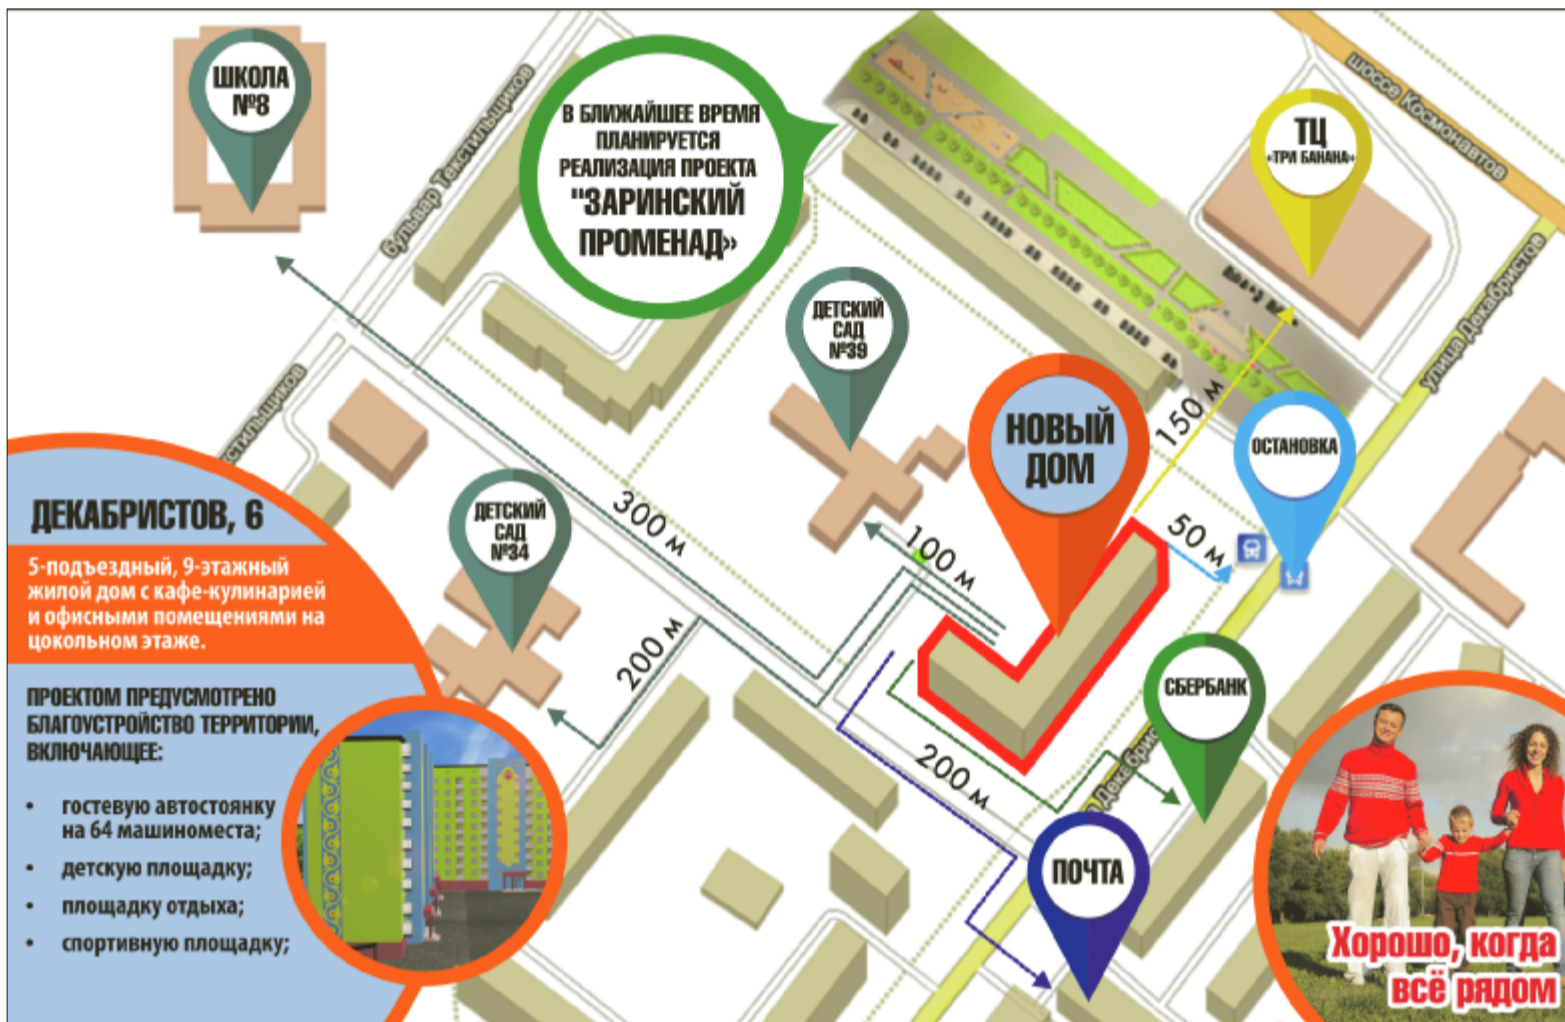 ШКОЛА
№8
бульвар Текстильщиков
В БЛИЖАЙШЕЕ ВРЕМЯ
ПЛАНИРУЕТСЯ
РЕАЛИЗАЦИЯ ПРОЕКТА
"ЗАРИНСКИЙ
ПРОМЕНАД»
шоссе Космонавтов
ТЦ
«ТРИ БАНАНА»
улица Декабристов
ДЕТСКИЙ
САД
№39
НОВЫЙ
ДОМ
150 м
ОСТАНОВКА
50 м
кстильщиков
300 м
100 м
ДЕТСКИЙ
САД
№34
200 м
200 м
СБЕРБАНК
Декабрис
ПОЧТА
ДЕКАБРИСТОВ, 6
5-подъездный, 9-этажный
жилой дом с кафе-кулинарией
и офисными помещениями на
цокольном этаже.
ПРОЕКТОМ ПРЕДУСМОТРЕНО
БЛАГОУСТРОЙСТВО ТЕРРИТОРИИ,
ВКЛЮЧАЮЩЕЕ:
• гостевую автостоянку
на 64 машиноместа;
• детскую площадку;
• площадку отдыха;
• спортивную площадку;
Хорошо, когда
всё рядом